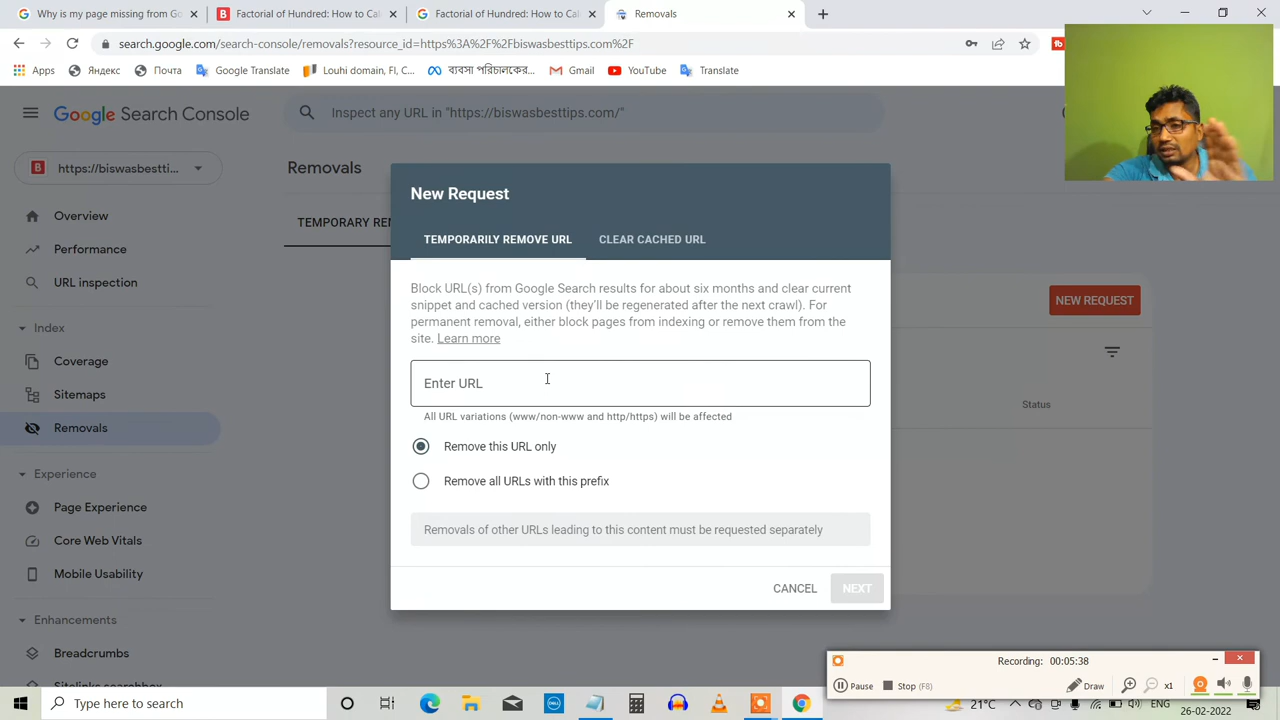 Why is my page missing from Go
Factorial of Hundred: How to Cal
Factorial of Hundred: How to Cal
Removals
search.google.com/search-console/removals?resource_id=https%3A%2F%2Fbiswasbesttips.com%2F
Apps
Яндекс
Почта
Google Translate
Louhi domain, FI, C...
ব্যবসা পরিচালকের...
Gmail
YouTube
Translate
Google Search Console
Inspect any URL in "https://biswasbesttips.com/"
https://biswasbestti...
Removals
Overview
Performance
URL inspection
Index
Coverage
Sitemaps
Removals
Experience
Page Experience
Core Web Vitals
Mobile Usability
Enhancements
Breadcrumbs
Sitelinks searchbox
TEMPORARY REM
New Request
TEMPORARILY REMOVE URL
CLEAR CACHED URL
Block URL(s) from Google Search results for about six months and clear current
snippet and cached version (they'll be regenerated after the next crawl). For
permanent removal, either block pages from indexing or remove them from the
site. Learn more
Enter URL
All URL variations (www/non-www and http/https) will be affected
Remove this URL only
Remove all URLs with this prefix
Removals of other URLs leading to this content must be requested separately
CANCEL
NEXT
NEW REQUEST
Status
Recording: 00:05:38
Pause
Stop (F8)
Draw
x1
Type here to search
DELL
21°C
ENG
26-02-2022